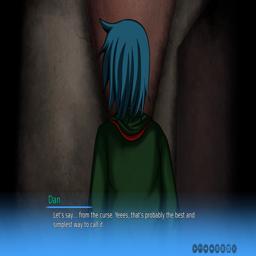 Dan
Let's say... from the curse. Yeees, that's probably the best and
simplest way to call it.